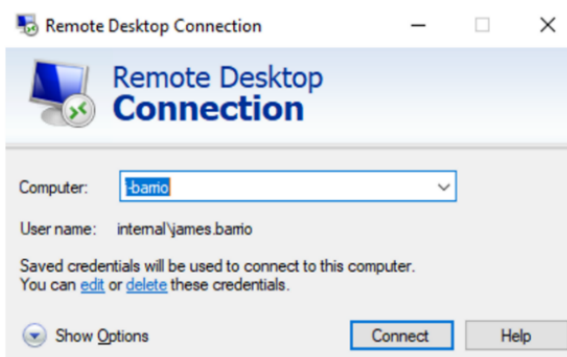 Remote Desktop Connection
Remote Desktop
Connection
Computer: -barrio
User name: internal\james.barrio
Saved credentials will be used to connect to this computer.
You can edit or delete these credentials.
Show Options Connect Help